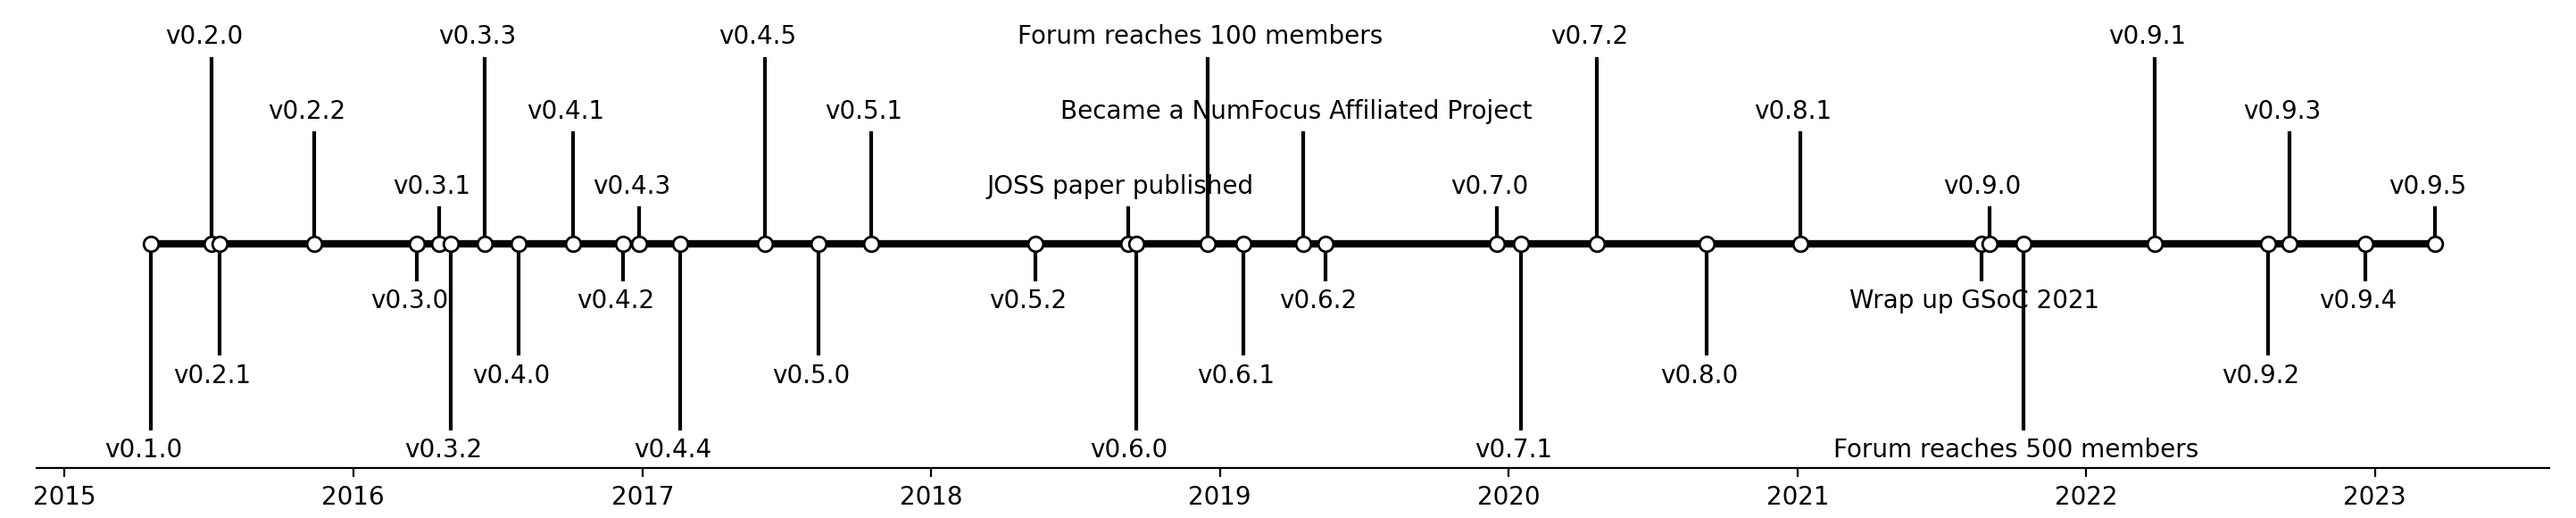 v0.2.0 v0.3.3 v0.4.5 Forum reaches 100 members v0.7.2 v0.9.1
v0.2.2 v0.4.1 v0.5.1 Became a NumFocus Affiliated Project v0.8.1 v0.9.3
v0.3.1 v0.4.3 JOSS paper published v0.7.0 v0.9.0 v0.9.5
v0.3.0 v0.4.2 v0.5.2 v0.6.2 Wrap up GSoC 2021 v0.9.4
v0.2.1 v0.4.0 v0.5.0 v0.6.1 v0.8.0 v0.9.2
v0.1.0 v0.3.2 v0.4.4 v0.6.0 v0.7.1 Forum reaches 500 members
2015 2016 2017 2018 2019 2020 2021 2022 2023